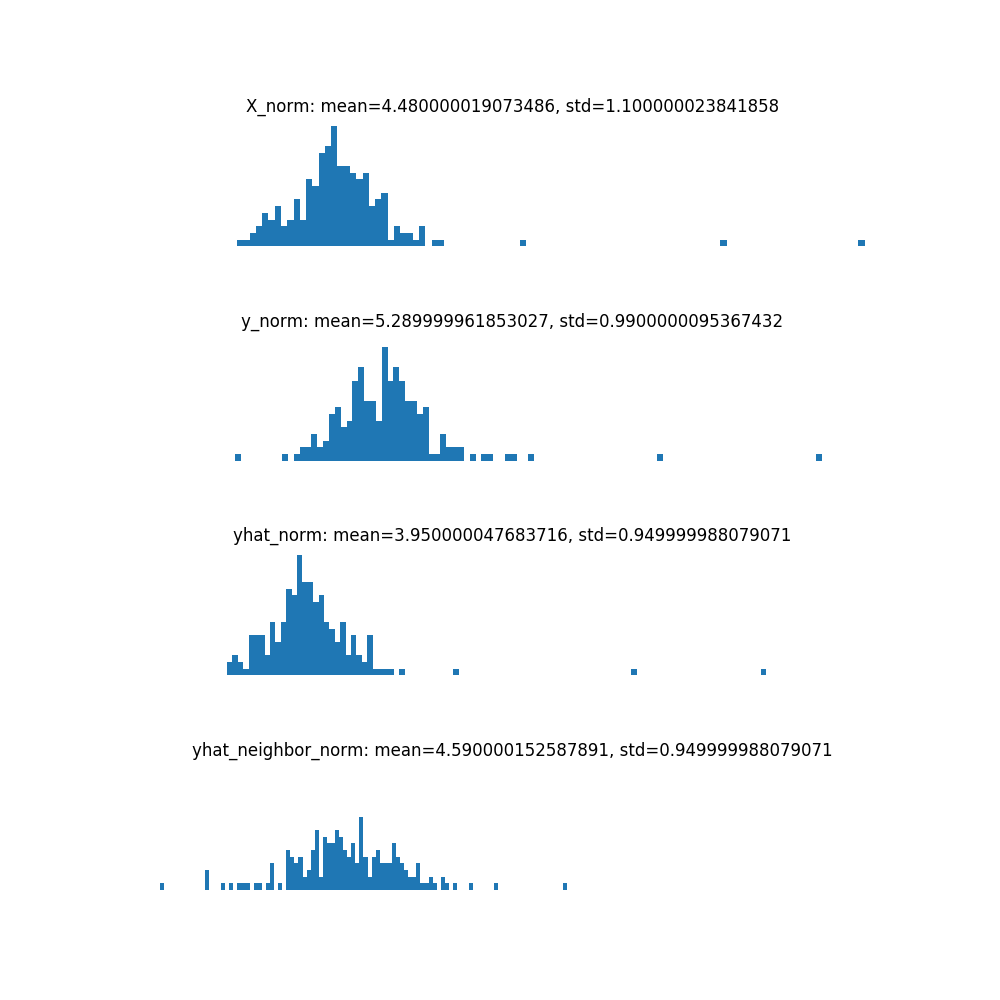 X_norm: mean=4.480000019073486, std=1.100000023841858
y_norm: mean=5.289999961853027, std=0.9900000095367432
yhat_norm: mean=3.950000047683716, std=0.949999988079071
yhat_neighbor_norm: mean=4.590000152587891, std=0.949999988079071